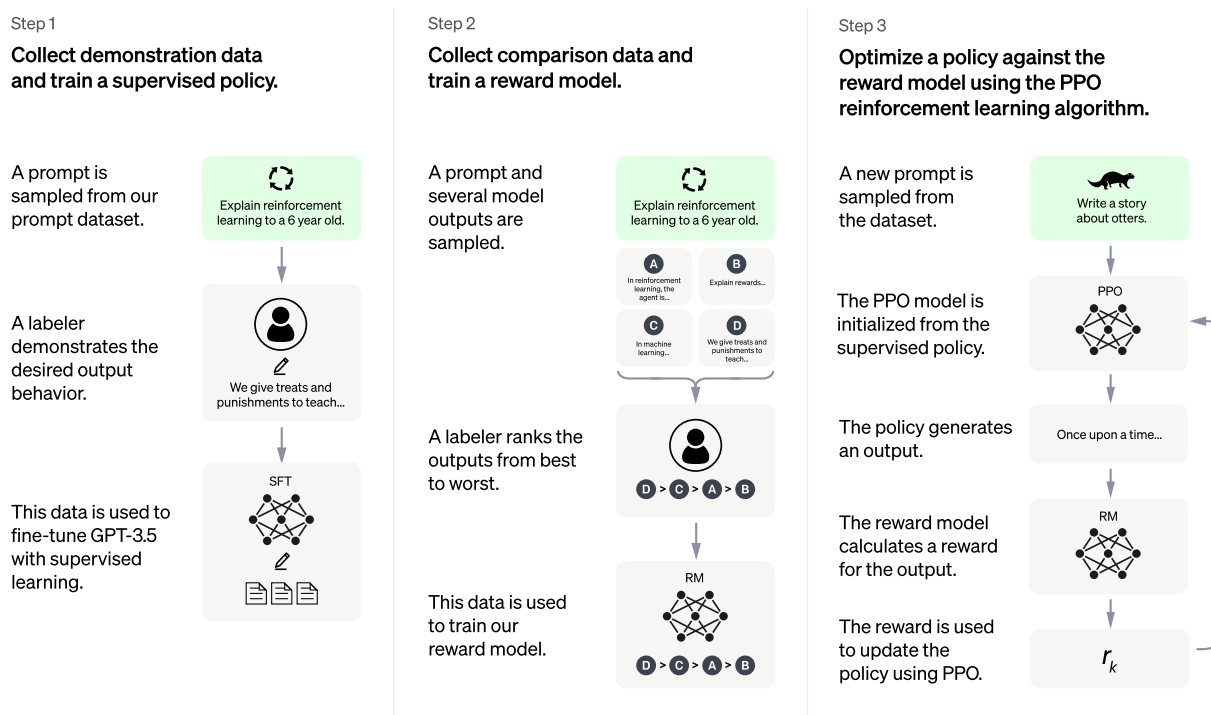 Step 1
Collect demonstration data
and train a supervised policy.
A prompt is
sampled from our
prompt dataset.
Explain reinforcement
learning to a 6 year old.
A labeler
demonstrates the
desired output
behavior.
We give treats and
punishments to teach...
This data is used to
fine-tune GPT-3.5
with supervised
learning.
SFT
Step 2
Collect comparison data and
train a reward model.
A prompt and
several model
outputs are
sampled.
Explain reinforcement
learning to a 6 year old.
A
In reinforcement
learning, the
agent is...
B
Explain rewards...
C
In machine
learning...
D
We give treats and
punishments to
teach...
A labeler ranks the
outputs from best
to worst.
D > C > A > B
This data is used
to train our
reward model.
RM
D > C > A > B
Step 3
Optimize a policy against the
reward model using the PPO
reinforcement learning algorithm.
A new prompt is
sampled from
the dataset.
Write a story
about otters.
The PPO model is
initialized from the
supervised policy.
PPO
The policy generates
an output.
Once upon a time...
The reward model
calculates a reward
for the output.
RM
The reward is used
to update the
policy using PPO.
rk